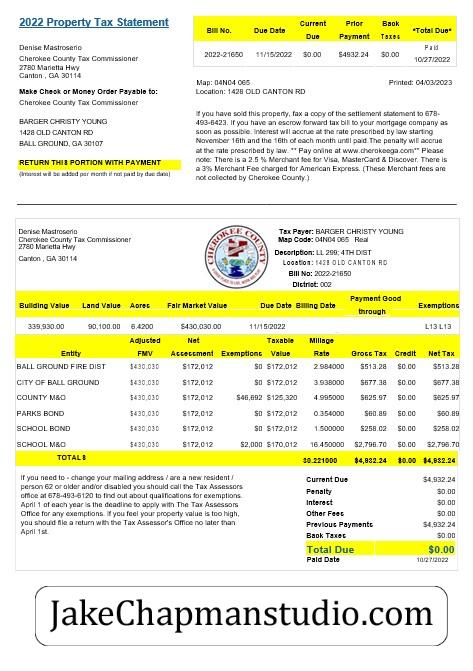 2022 Property Tax Statement
Denise Mastroserio
Cherokee County Tax Commissioner
2780 Marietta Hwy
Canton , GA 30114
Make Check or Money Order Payable to:
Cherokee County Tax Commissioner
BARGER CHRISTY YOUNG
1428 OLD CANTON RD
BALL GROUND, GA 30107
RETURN THIS PORTION WITH PAYMENT
(Interest will be added per month if not paid by due date)
Bill No. Due Date Current Due Prior Payment Back Taxes *Total Due*
2022-21650 11/15/2022 $0.00 $4932.24 $0.00 Paid 10/27/2022
Map: 04N04 065 Printed: 04/03/2023
Location: 1428 OLD CANTON RD
If you have sold this property, fax a copy of the settlement statement to 678-
493-6423. If you have an escrow forward tax bill to your mortgage company as
soon as possible. Interest will accrue at the rate prescribed by law starting
November 16th and the 16th of each month until paid.The penalty will accrue
at the rate prescribed by law. ** Pay online at www.cherokeega.com** Please
note: There is a 2.5 % Merchant fee for Visa, MasterCard & Discover. There is
a 3% Merchant Fee charged for American Express. (These Merchant fees are
not collected by Cherokee County.)
Denise Mastroserio
Cherokee County Tax Commissioner
2780 Marietta Hwy
Canton , GA 30114
CHEROKEE COUNTY
Tax Payer: BARGER CHRISTY YOUNG
Map Code: 04N04 065 Real
Description: LL 299; 4TH DIST
Location: 1428 OLD CANTON RD
Bill No: 2022-21650
District: 002
Building Value Land Value Acres Fair Market Value Due Date Billing Date Payment Good through Exemptions
339,930.00 90,100.00 6.4200 $430,030.00 11/15/2022 L13 L13
Entity Adjusted FMV Net Assessment Exemptions Taxable Value Millage Rate Gross Tax Credit Net Tax
BALL GROUND FIRE DIST $430,030 $172,012 $0 $172,012 2.984000 $513.28 $0.00 $513.28
CITY OF BALL GROUND $430,030 $172,012 $0 $172,012 3.938000 $677.38 $0.00 $677.38
COUNTY M&O $430,030 $172,012 $46,692 $125,320 4.995000 $625.97 $0.00 $625.97
PARKS BOND $430,030 $172,012 $0 $172,012 0.354000 $60.89 $0.00 $60.89
SCHOOL BOND $430,030 $172,012 $0 $172,012 1.500000 $258.02 $0.00 $258.02
SCHOOL M&O $430,030 $172,012 $2,000 $170,012 16.450000 $2,796.70 $0.00 $2,796.70
TOTALS 30.221000 $4,932.24 $0.00 $4,932.24
If you need to - change your mailing address / are a new resident /
person 62 or older and/or disabled you should call the Tax Assessors
office at 678-493-6120 to find out about qualifications for exemptions.
April 1 of each year is the deadline to apply with The Tax Assessors
Office for any exemptions. If you feel your property value is too high,
you should file a return with the Tax Assessor's Office no later than
April 1st.
Current Due $4,932.24
Penalty $0.00
Interest $0.00
Other Fees $0.00
Previous Payments $4,932.24
Back Taxes $0.00
Total Due $0.00
Paid Date 10/27/2022
JakeChapmanstudio.com